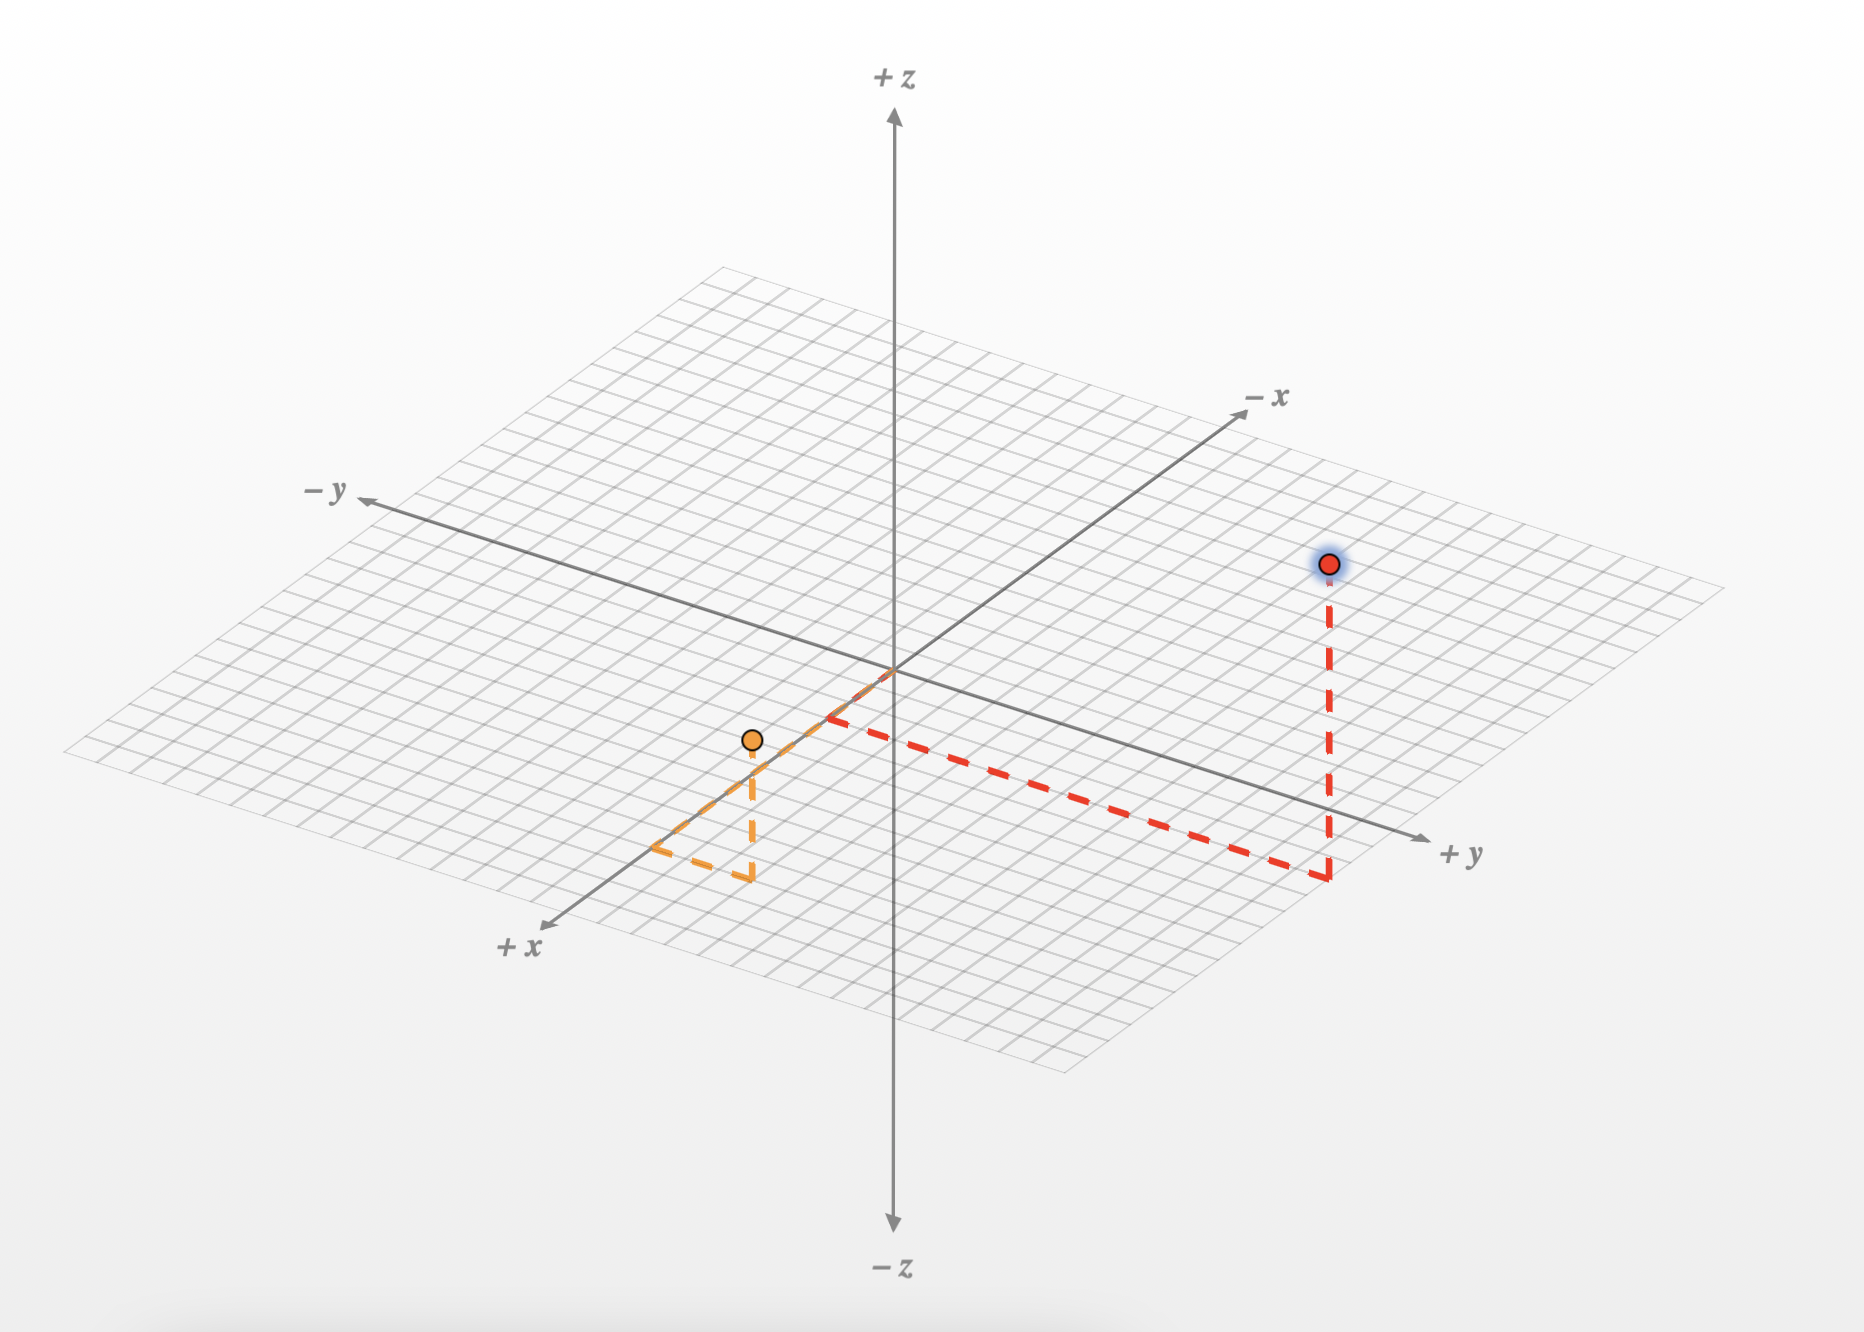 + z
− x
− y
+ y
+ x
− z